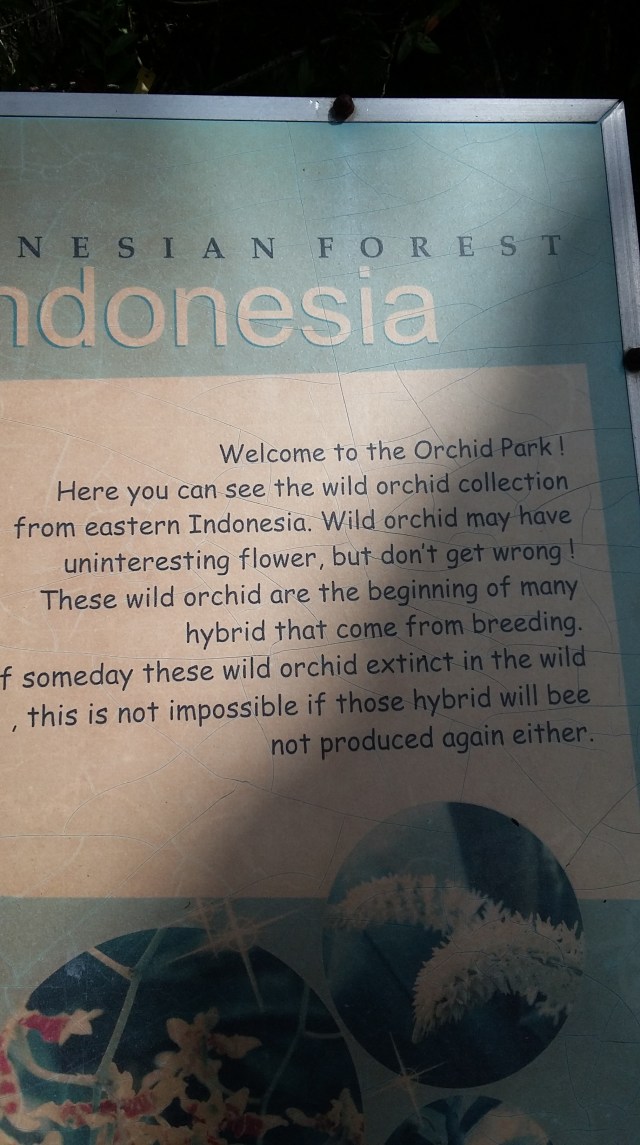 NESIAN FOREST
ndonesia
Welcome to the Orchid Park !
Here you can see the wild orchid collection
from eastern Indonesia. Wild orchid may have
uninteresting flower, but don't get wrong !
These wild orchid are the beginning of many
hybrid that come from breeding.
f someday these wild orchid extinct in the wild
, this is not impossible if those hybrid will bee
not produced again either.